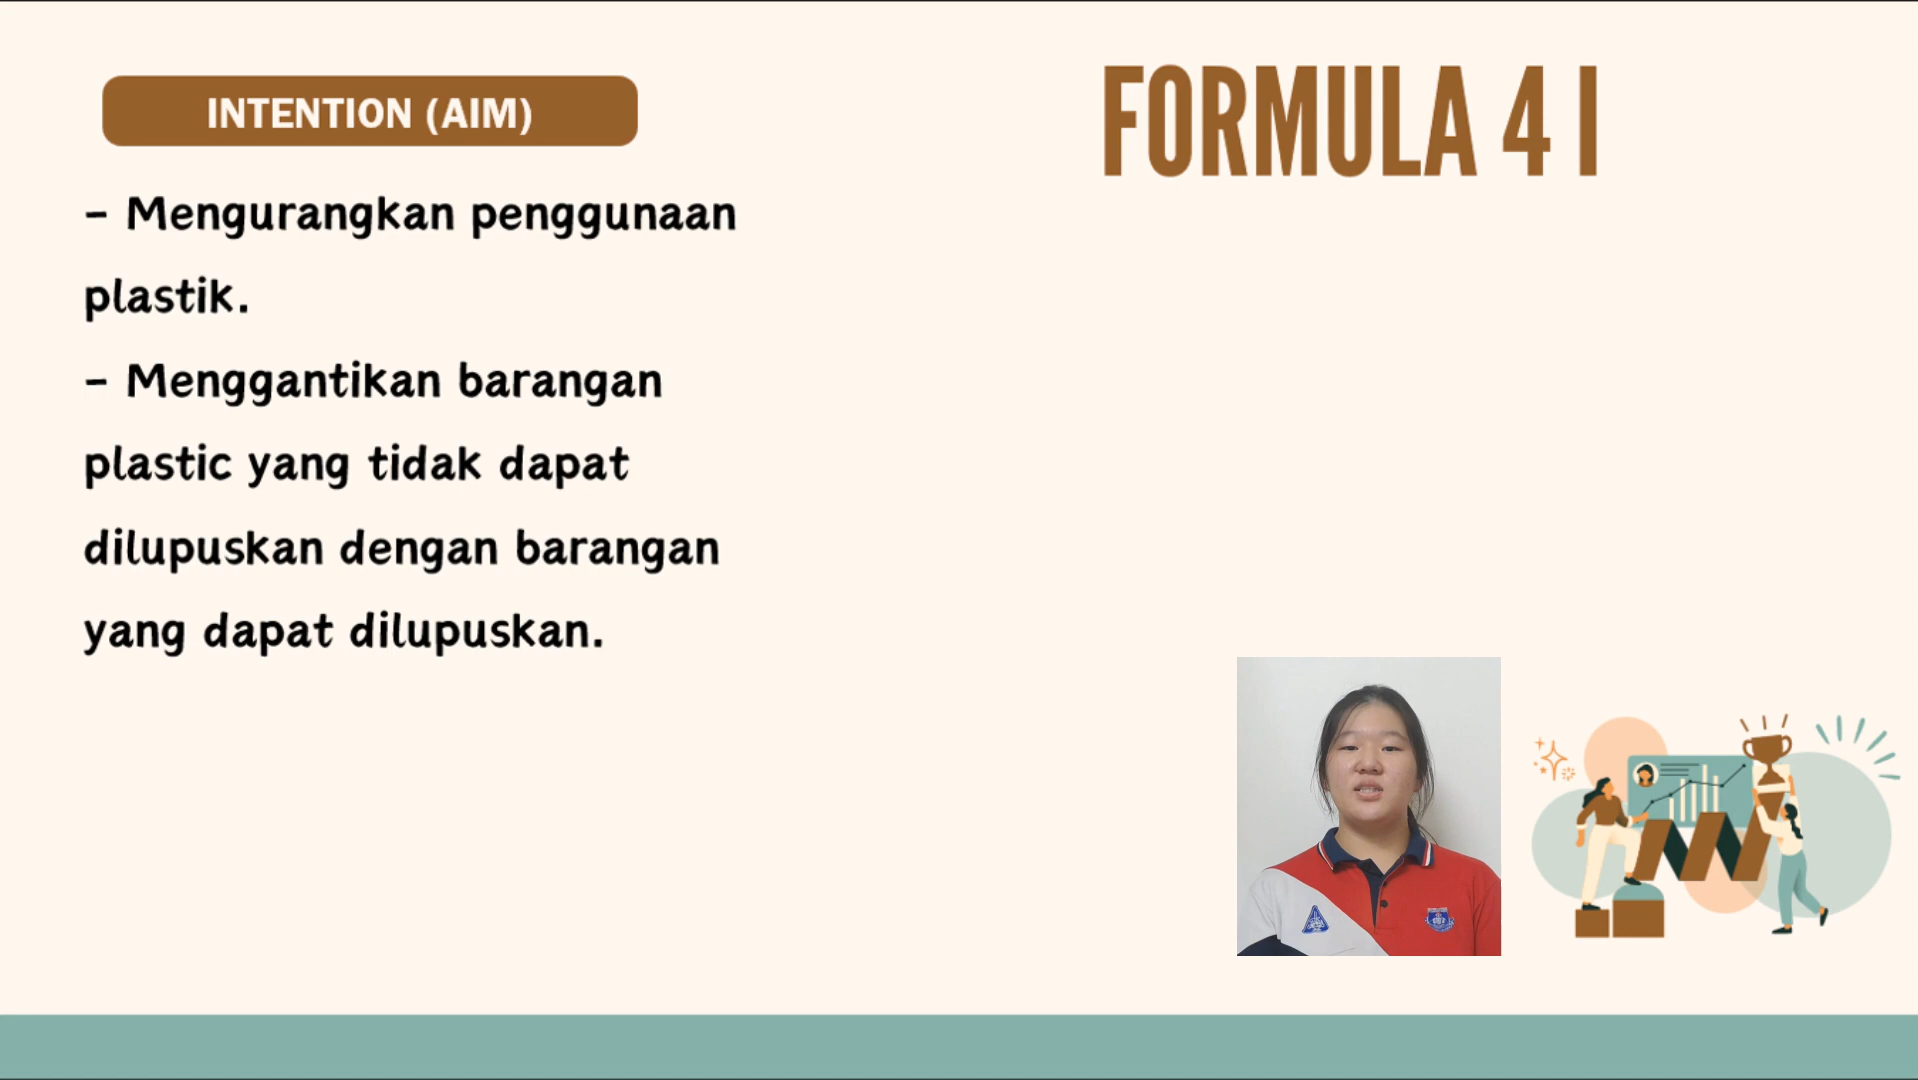 INTENTION (AIM)
FORMULA 4 I
- Mengurangkan penggunaan
plastik.
- Menggantikan barangan
plastic yang tidak dapat
dilupuskan dengan barangan
yang dapat dilupuskan.